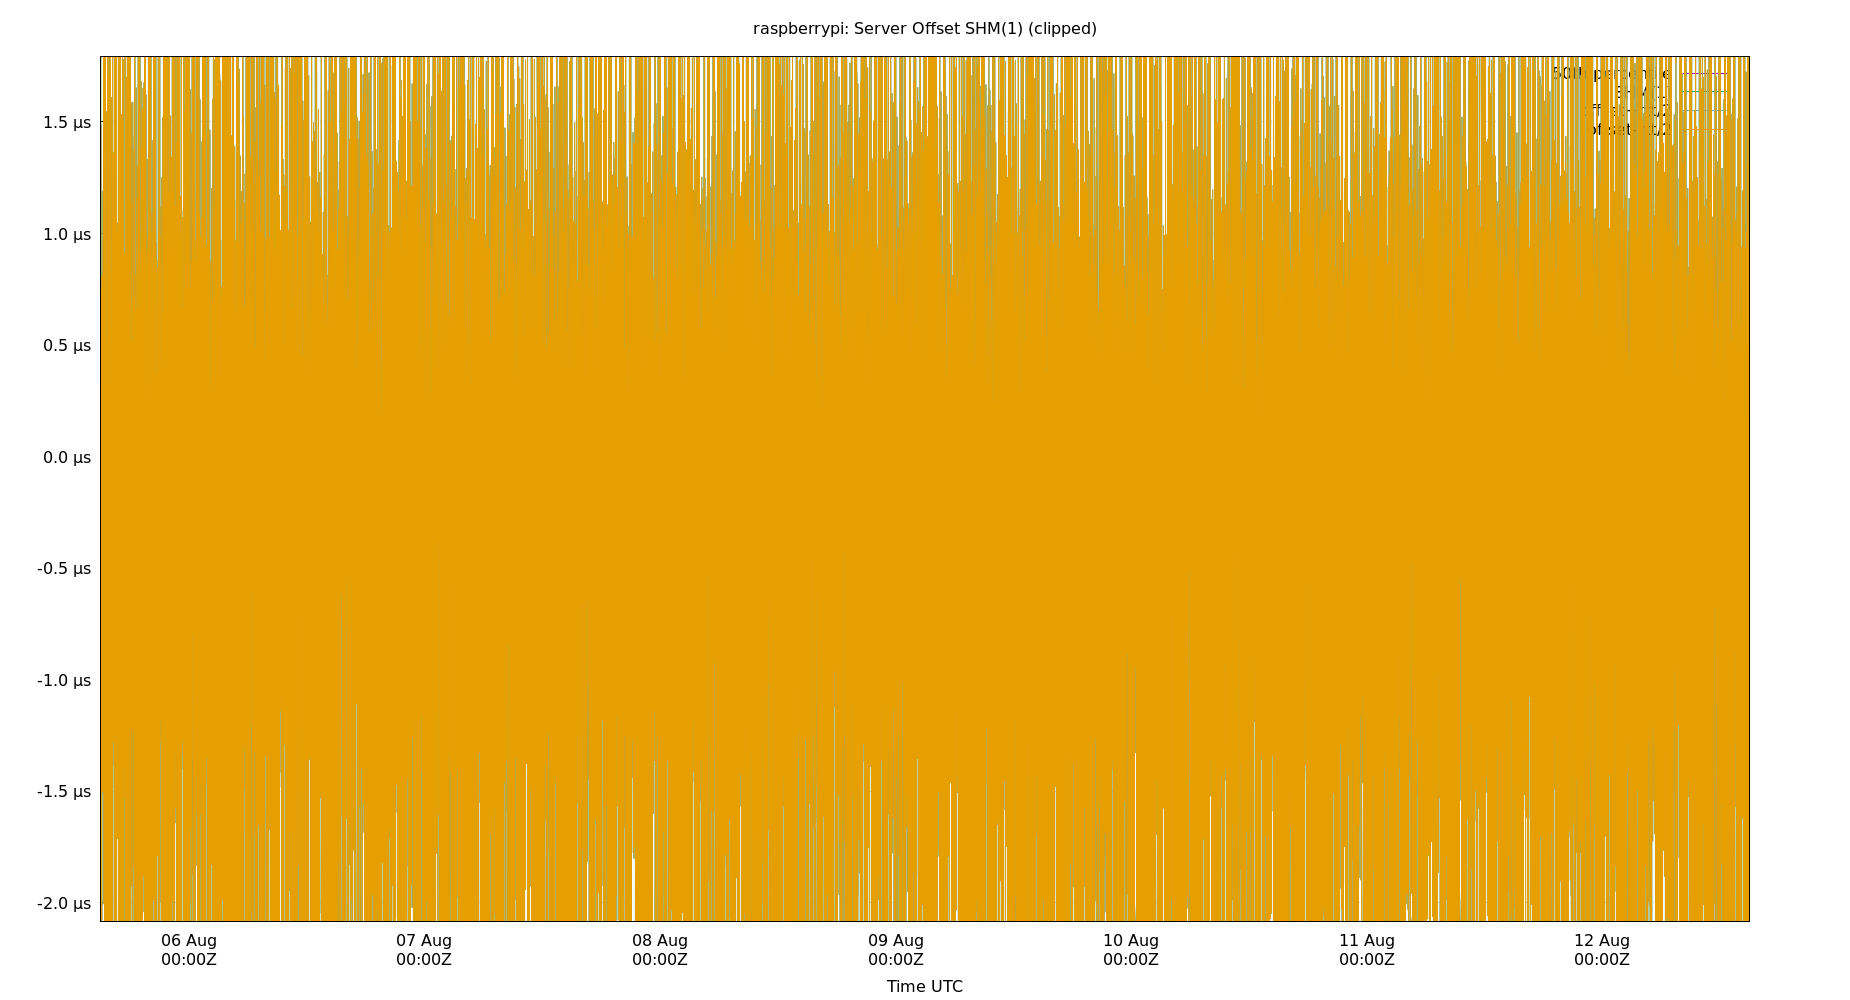 raspberrypi: Server Offset SHM(1) (clipped)
1.5 µs
1.0 µs
0.5 µs
0.0 µs
-0.5 µs
-1.0 µs
-1.5 µs
-2.0 µs
06 Aug 07 Aug 08 Aug 09 Aug 10 Aug 11 Aug 12 Aug
00:00Z 00:00Z 00:00Z 00:00Z 00:00Z 00:00Z 00:00Z
Time UTC